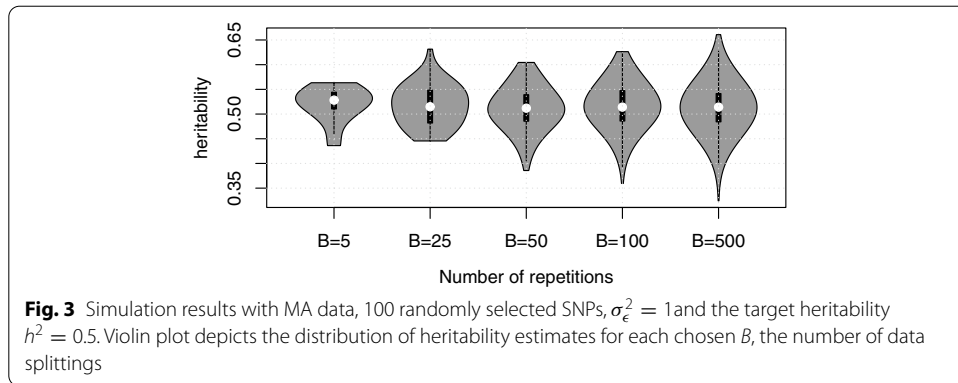 0.65
0.50
0.35
heritability
B=5 B=25 B=50 B=100 B=500
Number of repetitions
Fig. 3 Simulation results with MA data, 100 randomly selected SNPs, σ²_ϵ = 1and the target heritability
h² = 0.5. Violin plot depicts the distribution of heritability estimates for each chosen B, the number of data
splittings